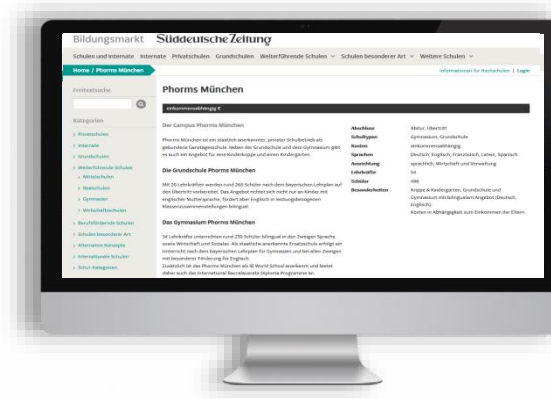 Bildungsmarkt Süddeutsche Zeitung
Schulen und Internate Internate Privatschulen Grundschulen Weiterführende Schulen Schulen besonderer Art Weitere Schulen
Home / Phorms München
Informationen für Hochschulen | Login
Freitextsuche
Kategorien
> Privatschulen
> Internate
> Grundschulen
> Weiterführende Schulen
> Mittelschulen
> Realschulen
> Gymnasien
> Wirtschaftsschulen
> Berufsfördernde Schulen
> Schulen besonderer Art
> Alternative Konzepte
> Internationale Schulen
> Schul-Kategorien
Phorms München
einkommensabhängig €
Der Campus Phorms München
Phorms München ist ein staatlich anerkannter, privater Schulbetrieb als
gebundene Ganztagesschule. Neben der Grundschule und dem Gymnasium gibt
es auch ein Angebot für eine Kinderkrippe und einen Kindergarten.
Die Grundschule Phorms München
Mit 20 Lehrkräften werden rund 260 Schüler nach dem bayerischen Lehrplan auf
den Übertritt vorbereitet. Das Angebot richtet sich nicht nur an Kinder mit
englischer Muttersprache, fördert aber Englisch in leistungsbezogenen
Klassenzusammenstellungen bilingual.
Das Gymnasium Phorms München
34 Lehrkräfte unterrichten rund 230 Schüler bilingual in den Zweigen Sprache
sowie Wirtschaft und Soziales. Als staatliche anerkannte Ersatzschule erfolgt ein
Unterricht nach dem bayerischen Lehrplan für Gymnasien und bei allen Zweigen
mit besonderer Förderung für Englisch.
Zusätzlich ist das Phorms München als IB World School anerkannt und bietet
daher auch das International Baccalaureate Diploma Programme an.
Abschluss Abitur, Übertritt
Schultypen Gymnasium, Grundschule
Kosten einkommensabhängig
Sprachen Deutsch, Englisch, Französisch, Latein, Spanisch
Ausrichtung sprachlich, Wirtschaft und Verwaltung
Lehrkräfte 54
Schüler 490
Besonderheiten Krippe & Kindergarten, Grundschule und
Gymnasium mit bilingualem Angebot (Deutsch,
Englisch)
Kosten in Abhängigkeit zum Einkommen der Eltern.